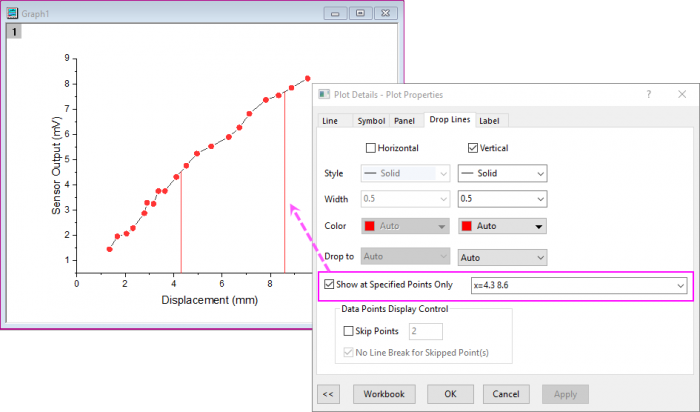 Graph1
1
9
8
7
6
5
4
3
2
1
Sensor Output (mV)
0 2 4 6 8
Displacement (mm)
Plot Details - Plot Properties
?
Line Symbol Panel Drop Lines Label
Horizontal Vertical
Style Solid Solid
Width 0.5 0.5
Color Auto Auto
Drop to Auto Auto
Show at Specified Points Only x=4.3 8.6
Data Points Display Control
Skip Points 2
No Line Break for Skipped Point(s)
<< Workbook OK Cancel Apply